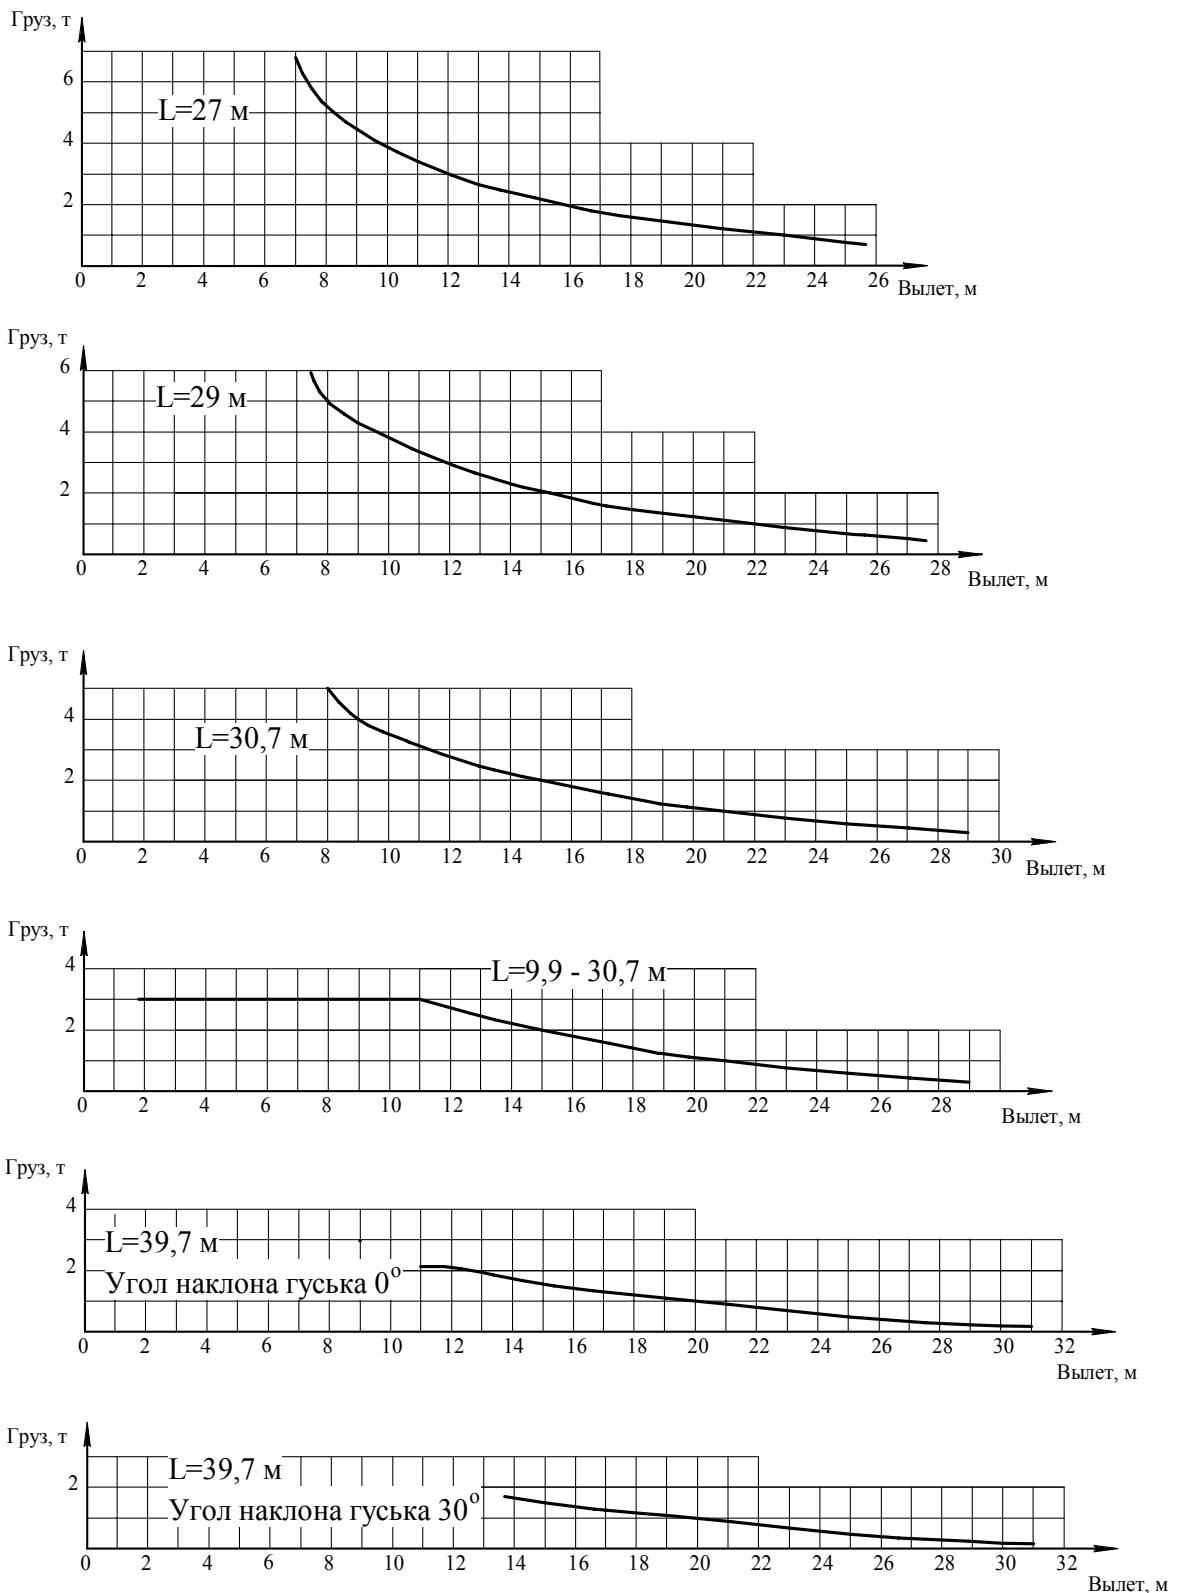 Груз, т
6
L=27 м
4
2
0 2 4 6 8 10 12 14 16 18 20 22 24 26
Вылет, м
Груз, т
6
L=29 м
4
2
0 2 4 6 8 10 12 14 16 18 20 22 24 26 28
Вылет, м
Груз, т
4
L=30,7 м
2
0 2 4 6 8 10 12 14 16 18 20 22 24 26 28 30
Вылет, м
Груз, т
4
L=9,9 - 30,7 м
2
0 2 4 6 8 10 12 14 16 18 20 22 24 26 28
Вылет, м
Груз, т
4
L=39,7 м
2
Угол наклона гуська 0°
0 2 4 6 8 10 12 14 16 18 20 22 24 26 28 30 32
Вылет, м
Груз, т
L=39,7 м
2
Угол наклона гуська 30°
0 2 4 6 8 10 12 14 16 18 20 22 24 26 28 30 32
Вылет, м